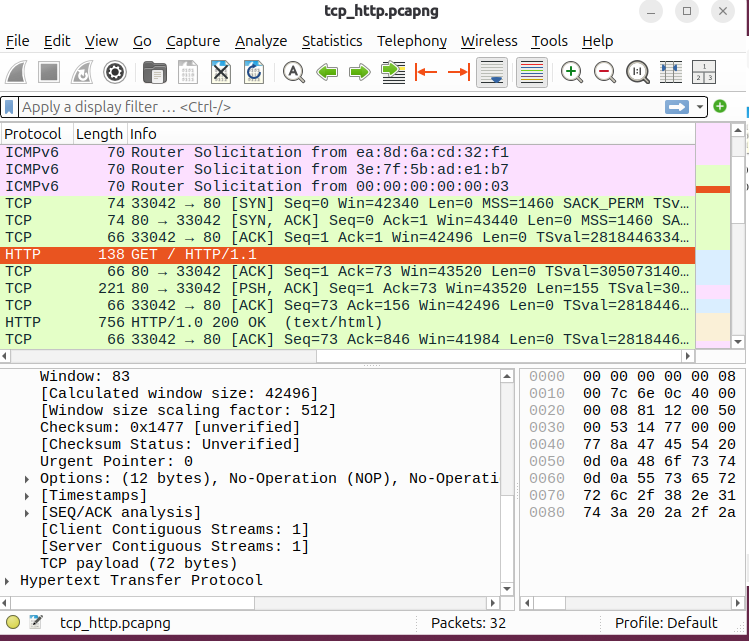 tcp_http.pcapng
File Edit View Go Capture Analyze Statistics Telephony Wireless Tools Help
Apply a display filter … <Ctrl-/>
Protocol Length Info
ICMPv6 70 Router Solicitation from ea:8d:6a:cd:32:f1
ICMPv6 70 Router Solicitation from 3e:7f:5b:ad:e1:b7
ICMPv6 70 Router Solicitation from 00:00:00:00:00:03
TCP 74 33042 → 80 [SYN] Seq=0 Win=42340 Len=0 MSS=1460 SACK_PERM TSv…
TCP 74 80 → 33042 [SYN, ACK] Seq=0 Ack=1 Win=43440 Len=0 MSS=1460 SA…
TCP 66 33042 → 80 [ACK] Seq=1 Ack=1 Win=42496 Len=0 TSval=2818446334…
HTTP 138 GET / HTTP/1.1
TCP 66 80 → 33042 [ACK] Seq=1 Ack=73 Win=43520 Len=0 TSval=305073140…
TCP 221 80 → 33042 [PSH, ACK] Seq=1 Ack=73 Win=43520 Len=155 TSval=30…
TCP 66 33042 → 80 [ACK] Seq=73 Ack=156 Win=42496 Len=0 TSval=2818446…
HTTP 756 HTTP/1.0 200 OK (text/html)
TCP 66 33042 → 80 [ACK] Seq=73 Ack=846 Win=41984 Len=0 TSval=2818446…
Window: 83
[Calculated window size: 42496]
[Window size scaling factor: 512]
Checksum: 0x1477 [unverified]
[Checksum Status: Unverified]
Urgent Pointer: 0
Options: (12 bytes), No-Operation (NOP), No-Operati
[Timestamps]
[SEQ/ACK analysis]
[Client Contiguous Streams: 1]
[Server Contiguous Streams: 1]
TCP payload (72 bytes)
Hypertext Transfer Protocol
0000 00 00 00 00 00 08
0010 00 7c 6e 0c 40 00
0020 00 08 81 12 00 50
0030 00 53 14 77 00 00
0040 77 8a 47 45 54 20
0050 0d 0a 48 6f 73 74
0060 0d 0a 55 73 65 72
0070 72 6c 2f 38 2e 31
0080 74 3a 20 2a 2f 2a
tcp_http.pcapng Packets: 32 Profile: Default